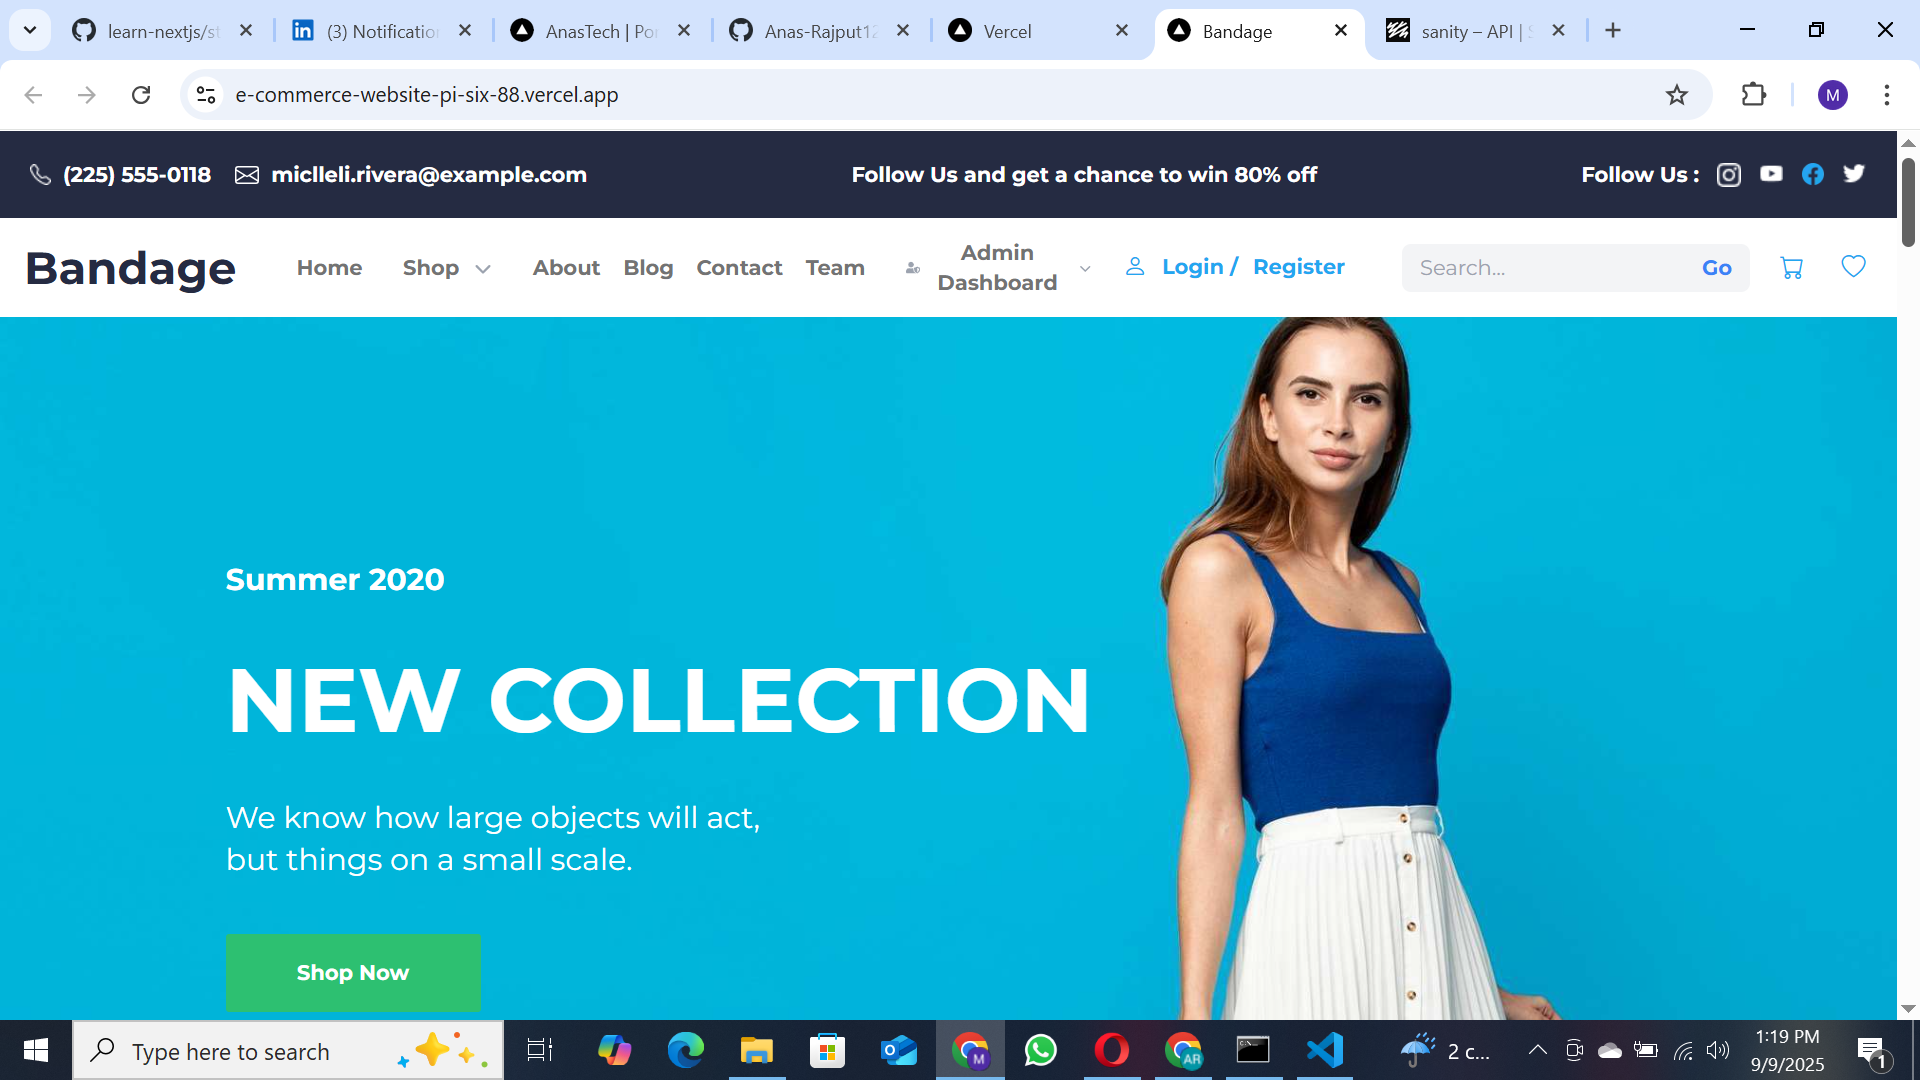 learn-nextjs/st
(3) Notification
AnasTech | Por
Anas-Rajput12
Vercel
Bandage
sanity – API | S
e-commerce-website-pi-six-88.vercel.app
M
(225) 555-0118
miclleli.rivera@example.com
Follow Us and get a chance to win 80% off
Follow Us :
Bandage
Home
Shop
About
Blog
Contact
Team
Admin
Dashboard
Login /
Register
Search...
Go
Summer 2020
NEW COLLECTION
We know how large objects will act,
but things on a small scale.
Shop Now
Type here to search
M
AR
2 c...
1:19 PM
9/9/2025
1